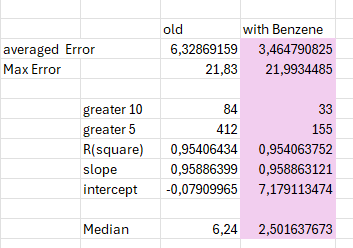 old with Benzene
averaged Error 6,32869159 3,464790825
Max Error 21,83 21,9934485
greater 10 84 33
greater 5 412 155
R(square) 0,95406434 0,954063752
slope 0,95886399 0,958863121
intercept -0,07909965 7,179113474
Median 6,24 2,501637673